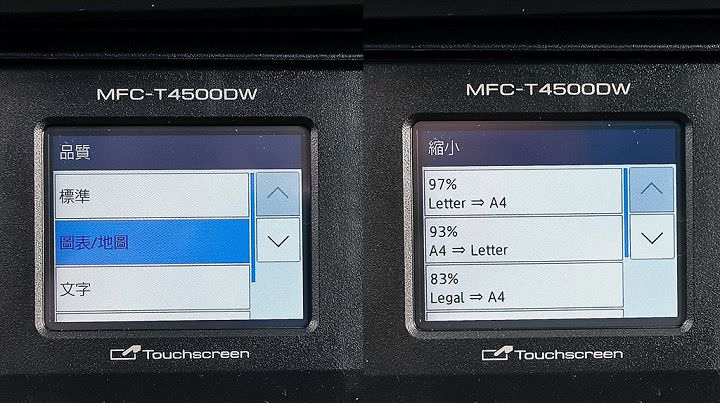 MFC-T4500DW
品質
標準
圖表/地圖
文字
Touchscreen
MFC-T4500DW
縮小
97%
Letter ⇒ A4
93%
A4 ⇒ Letter
83%
Legal ⇒ A4
Touchscreen